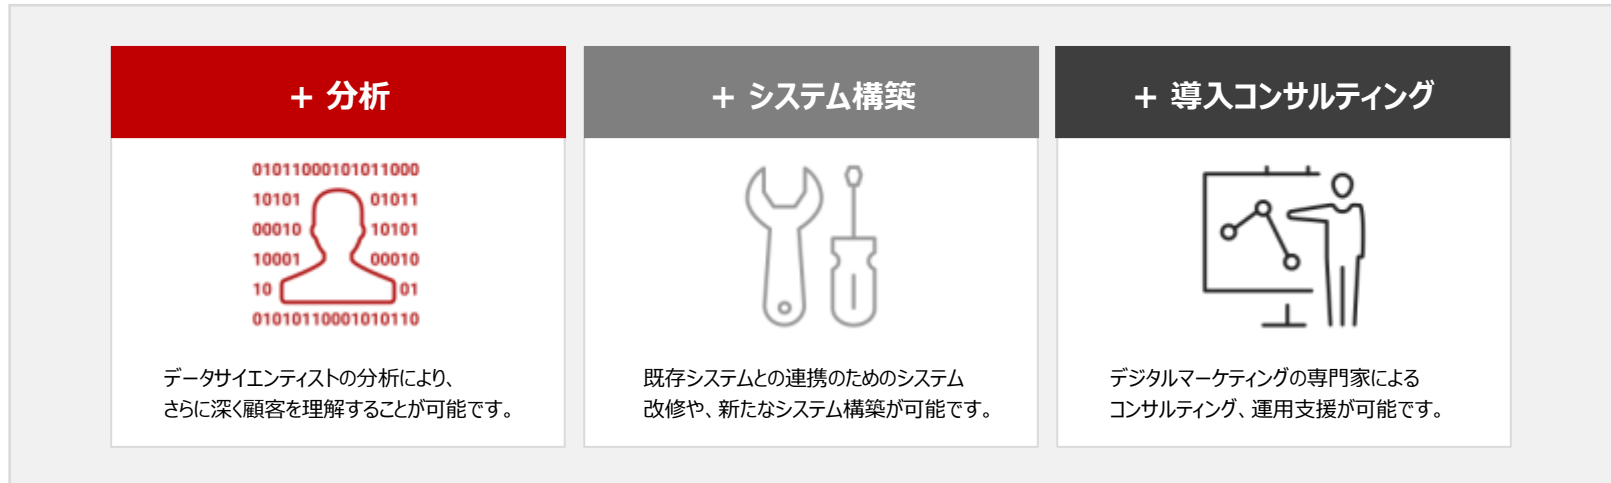 + 分析
01011000101011000
10101 01011
00010 10101
10001 00010
10 01
01010110001010110
データサイエンティストの分析により、
さらに深く顧客を理解することが可能です。
+ システム構築
既存システムとの連携のためのシステム
改修や、新たなシステム構築が可能です。
+ 導入コンサルティング
デジタルマーケティングの専門家による
コンサルティング、運用支援が可能です。